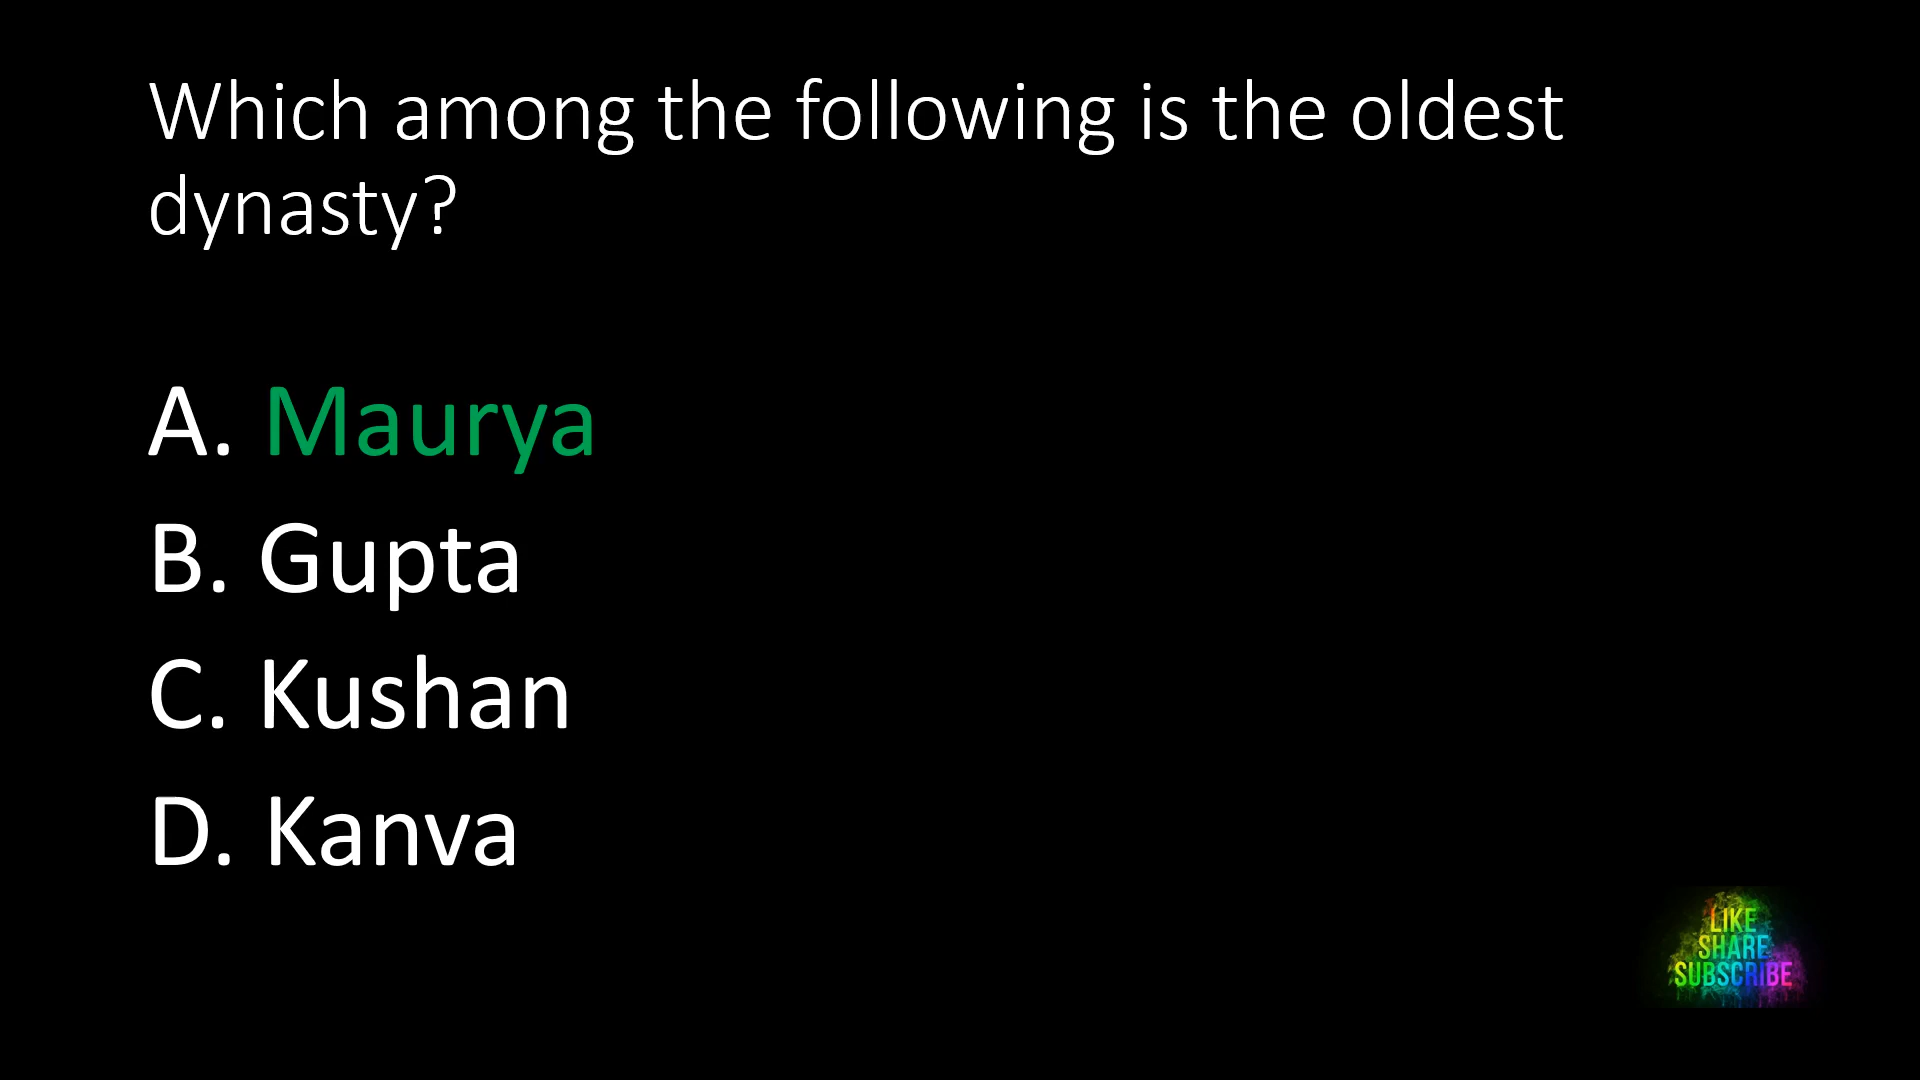 Which among the following is the oldest
dynasty?
A. Maurya
B. Gupta
C. Kushan
D. Kanva
LIKE
SHARE
SUBSCRIBE